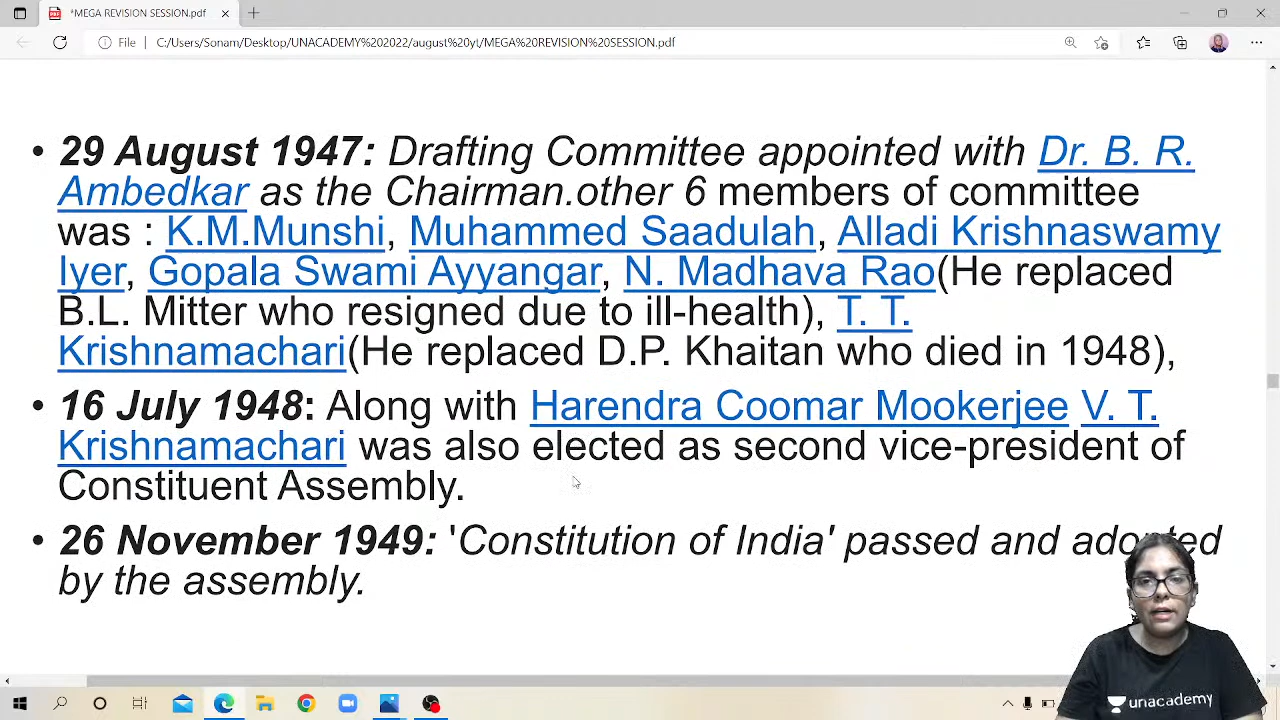 *MEGA REVISION SESSION.pdf
File C:/Users/Sonam/Desktop/UNACADEMY%202022/august%20yt/MEGA%20REVISION%20SESSION.pdf
• 29 August 1947: Drafting Committee appointed with Dr. B. R.
Ambedkar as the Chairman.other 6 members of committee
was : K.M.Munshi, Muhammed Saadulah, Alladi Krishnaswamy
Iyer, Gopala Swami Ayyangar, N. Madhava Rao(He replaced
B.L. Mitter who resigned due to ill-health), T. T.
Krishnamachari(He replaced D.P. Khaitan who died in 1948),
• 16 July 1948: Along with Harendra Coomar Mookerjee V. T.
Krishnamachari was also elected as second vice-president of
Constituent Assembly.
• 26 November 1949: 'Constitution of India' passed and adopted
by the assembly.
unacademy